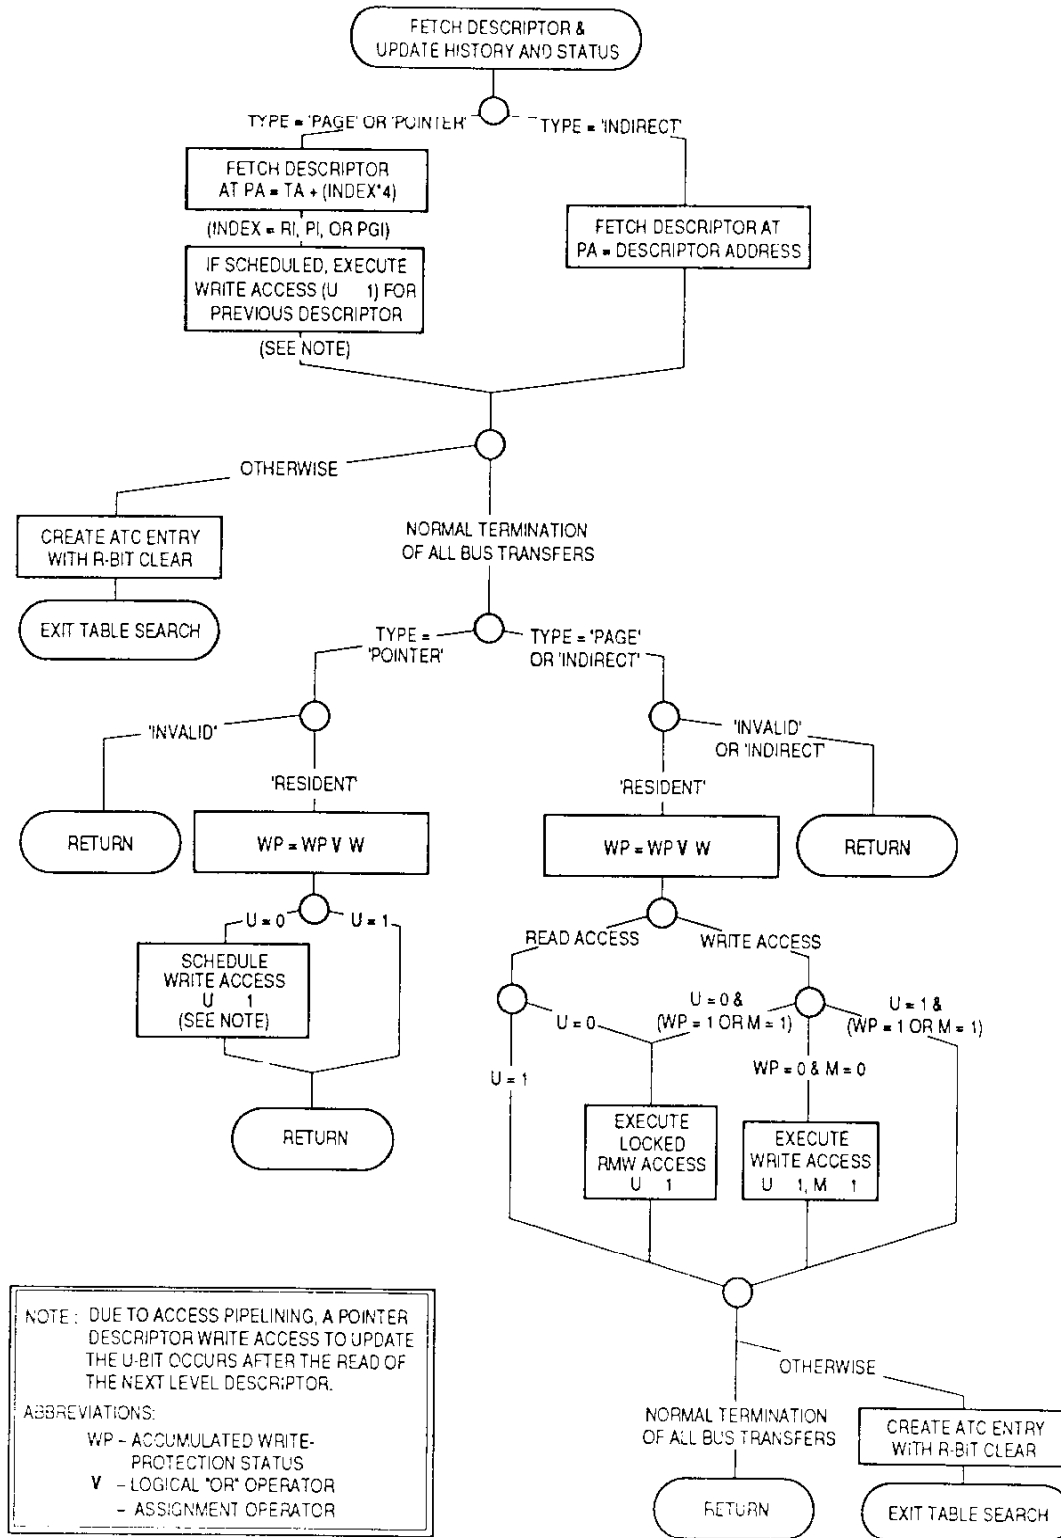 FETCH DESCRIPTOR &
UPDATE HISTORY AND STATUS
TYPE = 'PAGE' OR 'POINTER'
TYPE = 'INDIRECT'
FETCH DESCRIPTOR
AT PA = TA + (INDEX*4)
(INDEX = RI, PI, OR PGI)
IF SCHEDULED, EXECUTE
WRITE ACCESS (U 1) FOR
PREVIOUS DESCRIPTOR
(SEE NOTE)
FETCH DESCRIPTOR AT
PA = DESCRIPTOR ADDRESS
OTHERWISE
CREATE ATC ENTRY
WITH R-BIT CLEAR
EXIT TABLE SEARCH
NORMAL TERMINATION
OF ALL BUS TRANSFERS
TYPE =
'POINTER'
TYPE = 'PAGE'
OR 'INDIRECT'
'INVALID'
'RESIDENT'
RETURN
WP = WP V W
U = 0
U = 1
SCHEDULE
WRITE ACCESS
U 1
(SEE NOTE)
RETURN
'INVALID'
OR 'INDIRECT'
'RESIDENT'
WP = WP V W
RETURN
READ ACCESS
WRITE ACCESS
U = 0
U = 1
U = 0 &
(WP = 1 OR M = 1)
U = 1 &
(WP = 1 OR M = 1)
WP = 0 & M = 0
EXECUTE
LOCKED
RMW ACCESS
U 1
EXECUTE
WRITE ACCESS
U 1, M 1
OTHERWISE
NORMAL TERMINATION
OF ALL BUS TRANSFERS
RETURN
CREATE ATC ENTRY
WITH R-BIT CLEAR
EXIT TABLE SEARCH
NOTE : DUE TO ACCESS PIPELINING, A POINTER
DESCRIPTOR WRITE ACCESS TO UPDATE
THE U-BIT OCCURS AFTER THE READ OF
THE NEXT LEVEL DESCRIPTOR.
ABBREVIATIONS:
WP – ACCUMULATED WRITE-
PROTECTION STATUS
V – LOGICAL "OR" OPERATOR
– ASSIGNMENT OPERATOR